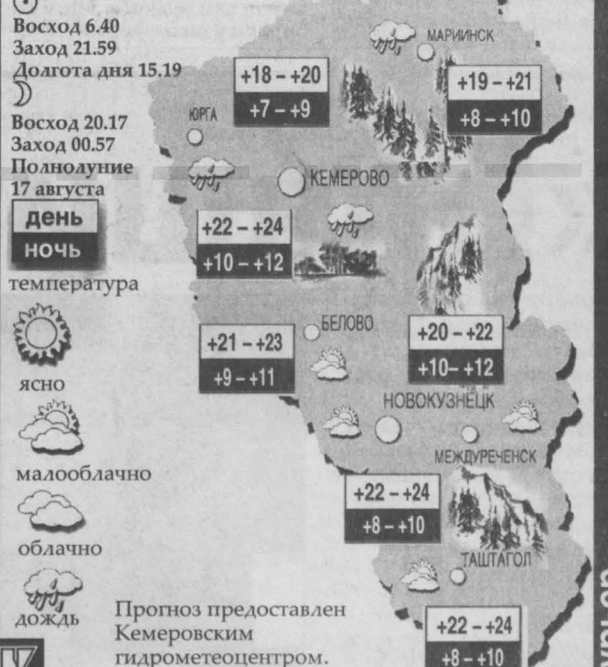 Восход 6.40
Заход 21.59
Долгота дня 15.19
Восход 20.17
Заход 00.57
Полнолуние
17 августа
день
ночь
температура
ясно
малооблачно
облачно
дождь
МАРИИНСК
+18 – +20
+7 – +9
+19 – +21
+8 – +10
ЮРГА
КЕМЕРОВО
+22 – +24
+10 – +12
БЕЛОВО
+21 – +23
+9 – +11
+20 – +22
+10– +12
НОВОКУЗНЕЦК
МЕЖДУРЕЧЕНСК
+22 – +24
+8 – +10
ТАШТАГОЛ
+22 – +24
+8 – +10
Прогноз предоставлен
Кемеровским
гидрометеоцентром.